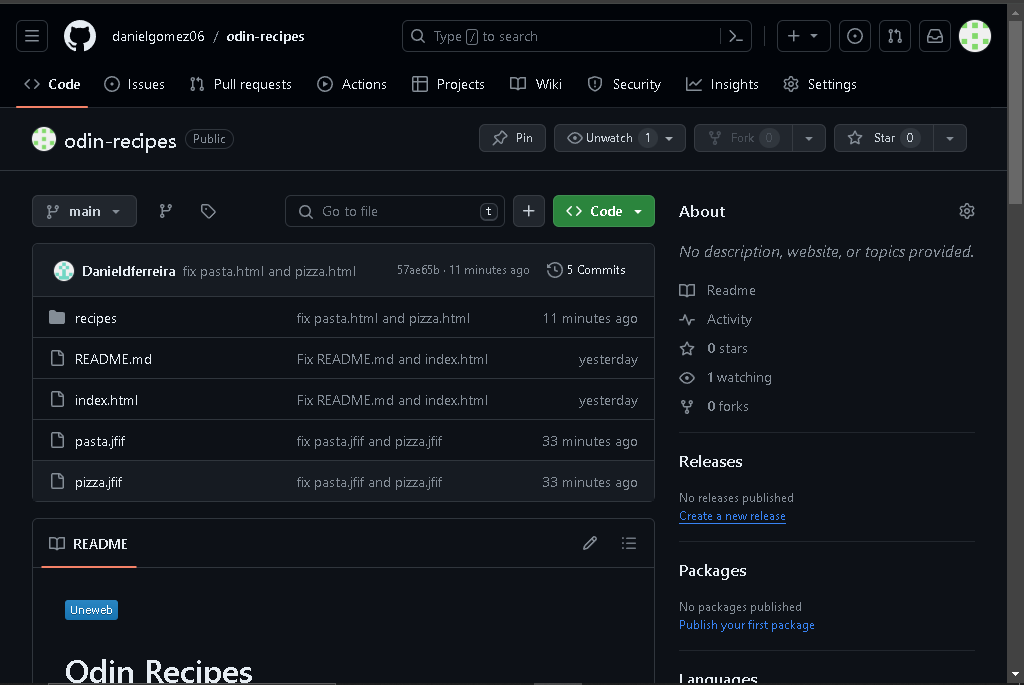 danielgomez06 / odin-recipes
Type / to search
Code Issues Pull requests Actions Projects Wiki Security Insights Settings
odin-recipes Public
Pin Unwatch 1 Fork 0 Star 0
main Go to file t Code
Danieldferreira fix pasta.html and pizza.html 57ae65b · 11 minutes ago 5 Commits
recipes fix pasta.html and pizza.html 11 minutes ago
README.md Fix README.md and index.html yesterday
index.html Fix README.md and index.html yesterday
pasta.jfif fix pasta.jfif and pizza.jfif 33 minutes ago
pizza.jfif fix pasta.jfif and pizza.jfif 33 minutes ago
README
Uneweb
Odin Recipes
About
No description, website, or topics provided.
Readme
Activity
0 stars
1 watching
0 forks
Releases
No releases published
Create a new release
Packages
No packages published
Publish your first package
Languages